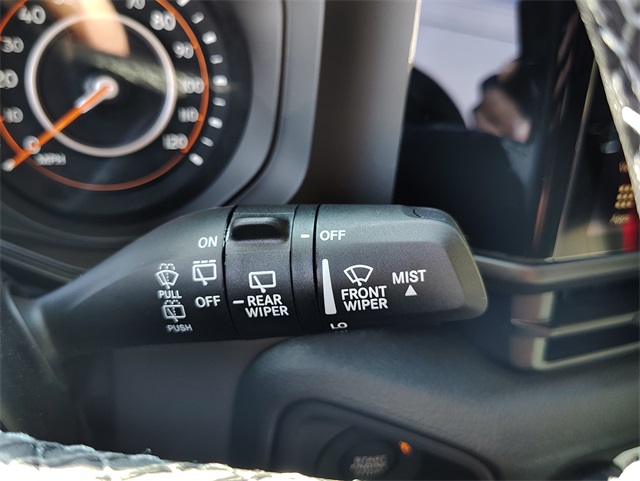 40
70
80
30
90
20
100
10
110
0
120
MPH
ON
OFF
PULL
OFF
REAR
WIPER
FRONT
WIPER
MIST
PUSH
LO
Apps